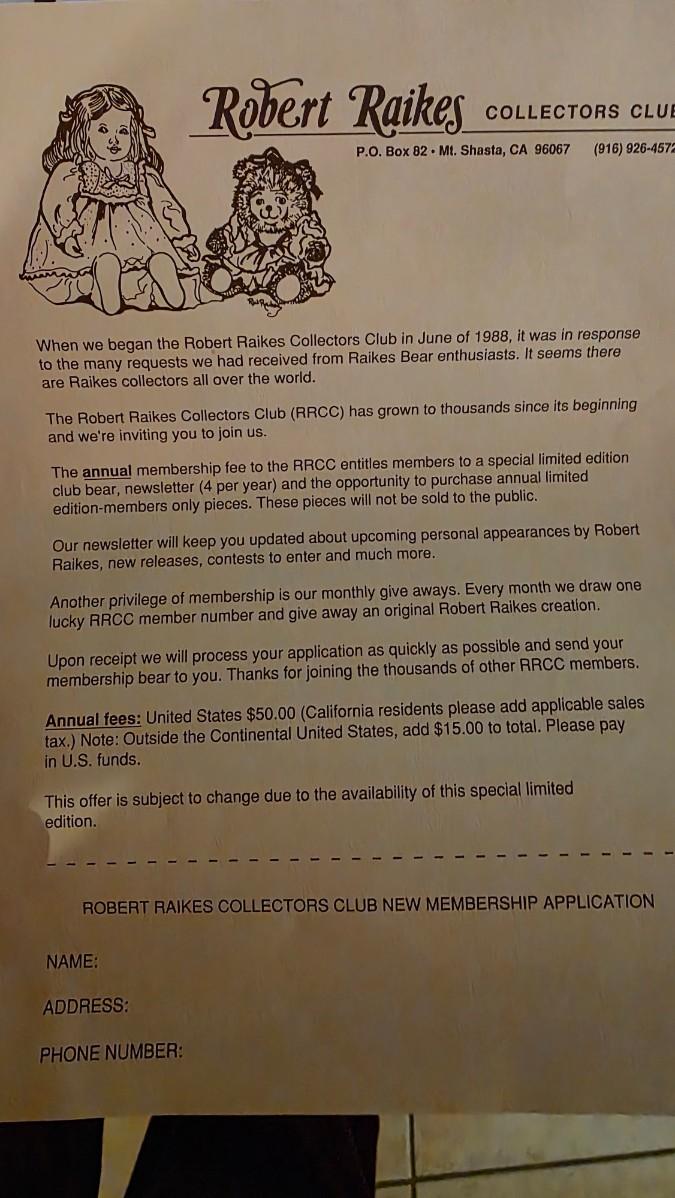 Robert Raikes COLLECTORS CLUB
P.O. Box 82 • Mt. Shasta, CA 96067 (916) 926-4572
When we began the Robert Raikes Collectors Club in June of 1988, it was in response
to the many requests we had received from Raikes Bear enthusiasts. It seems there
are Raikes collectors all over the world.
The Robert Raikes Collectors Club (RRCC) has grown to thousands since its beginning
and we're inviting you to join us.
The annual membership fee to the RRCC entitles members to a special limited edition
club bear, newsletter (4 per year) and the opportunity to purchase annual limited
edition-members only pieces. These pieces will not be sold to the public.
Our newsletter will keep you updated about upcoming personal appearances by Robert
Raikes, new releases, contests to enter and much more.
Another privilege of membership is our monthly give aways. Every month we draw one
lucky RRCC member number and give away an original Robert Raikes creation.
Upon receipt we will process your application as quickly as possible and send your
membership bear to you. Thanks for joining the thousands of other RRCC members.
Annual fees: United States $50.00 (California residents please add applicable sales
tax.) Note: Outside the Continental United States, add $15.00 to total. Please pay
in U.S. funds.
This offer is subject to change due to the availability of this special limited
edition.
ROBERT RAIKES COLLECTORS CLUB NEW MEMBERSHIP APPLICATION
NAME:
ADDRESS:
PHONE NUMBER: